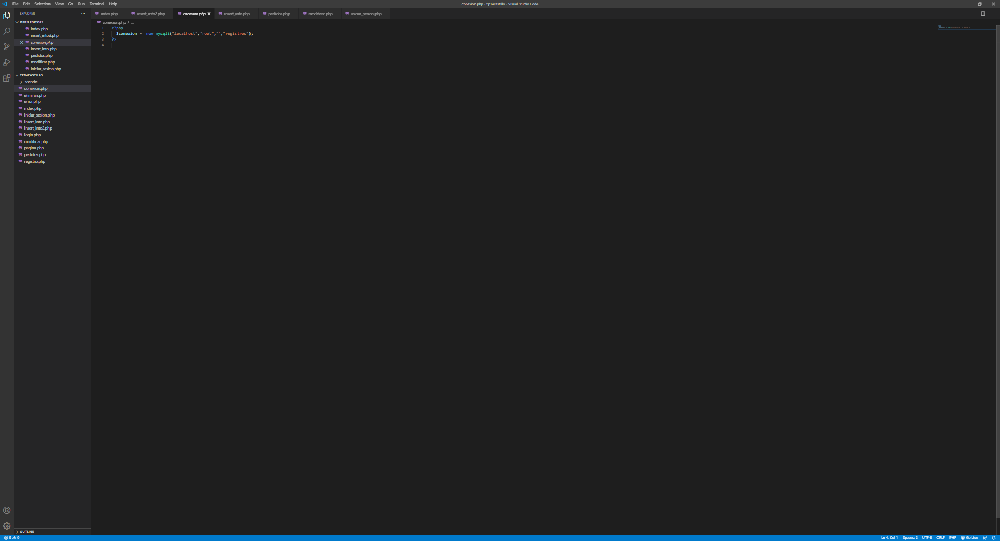 File Edit Selection View Go Run Terminal Help
conexion.php - tp14castillo - Visual Studio Code
EXPLORER
index.php insert_into2.php conexion.php insert_into.php pedidos.php modificar.php iniciar_sesion.php
OPEN EDITORS
index.php
insert_into2.php
conexion.php
insert_into.php
pedidos.php
modificar.php
iniciar_sesion.php
TP14CASTILLO
.vscode
conexion.php
eliminar.php
error.php
index.php
iniciar_sesion.php
insert_into.php
insert_into2.php
login.php
modificar.php
pagina.php
pedidos.php
registro.php
OUTLINE
conexion.php > ...
1 <?php
2 $conexion =  new mysqli("localhost","root","","registros");
3 ?>
4
0 0
Ln 4, Col 1 Spaces: 2 UTF-8 CRLF PHP Go Live